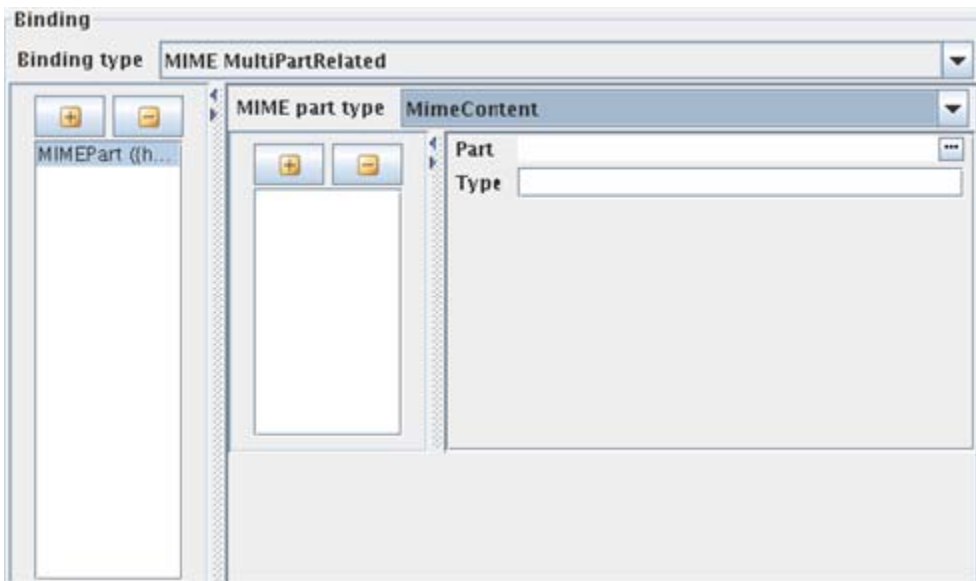 Binding
Binding type MIME MultiPartRelated
MIME part type MimeContent
MIMEPart ((h...
Part
Type